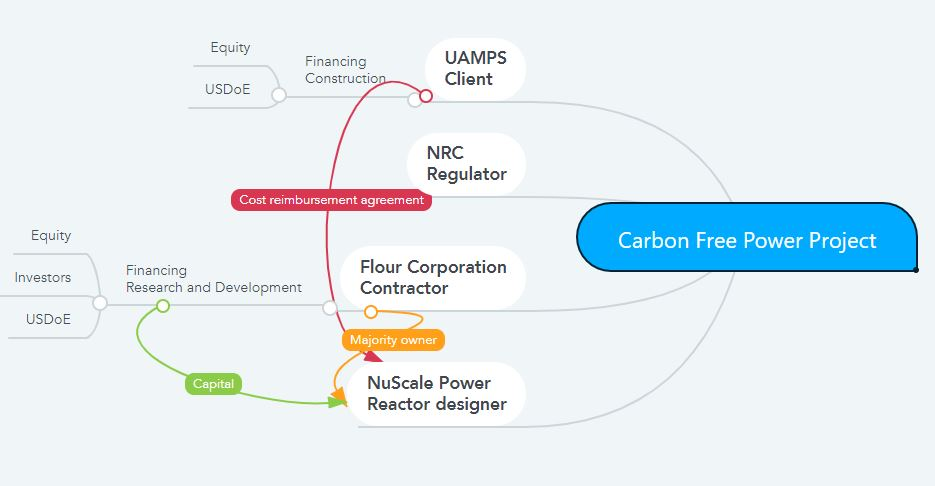 Equity
USDoE
Financing
Construction
UAMPS
Client
NRC
Regulator
Cost reimbursement agreement
Carbon Free Power Project
Equity
Investors
USDoE
Financing
Research and Development
Flour Corporation
Contractor
Majority owner
Capital
NuScale Power
Reactor designer